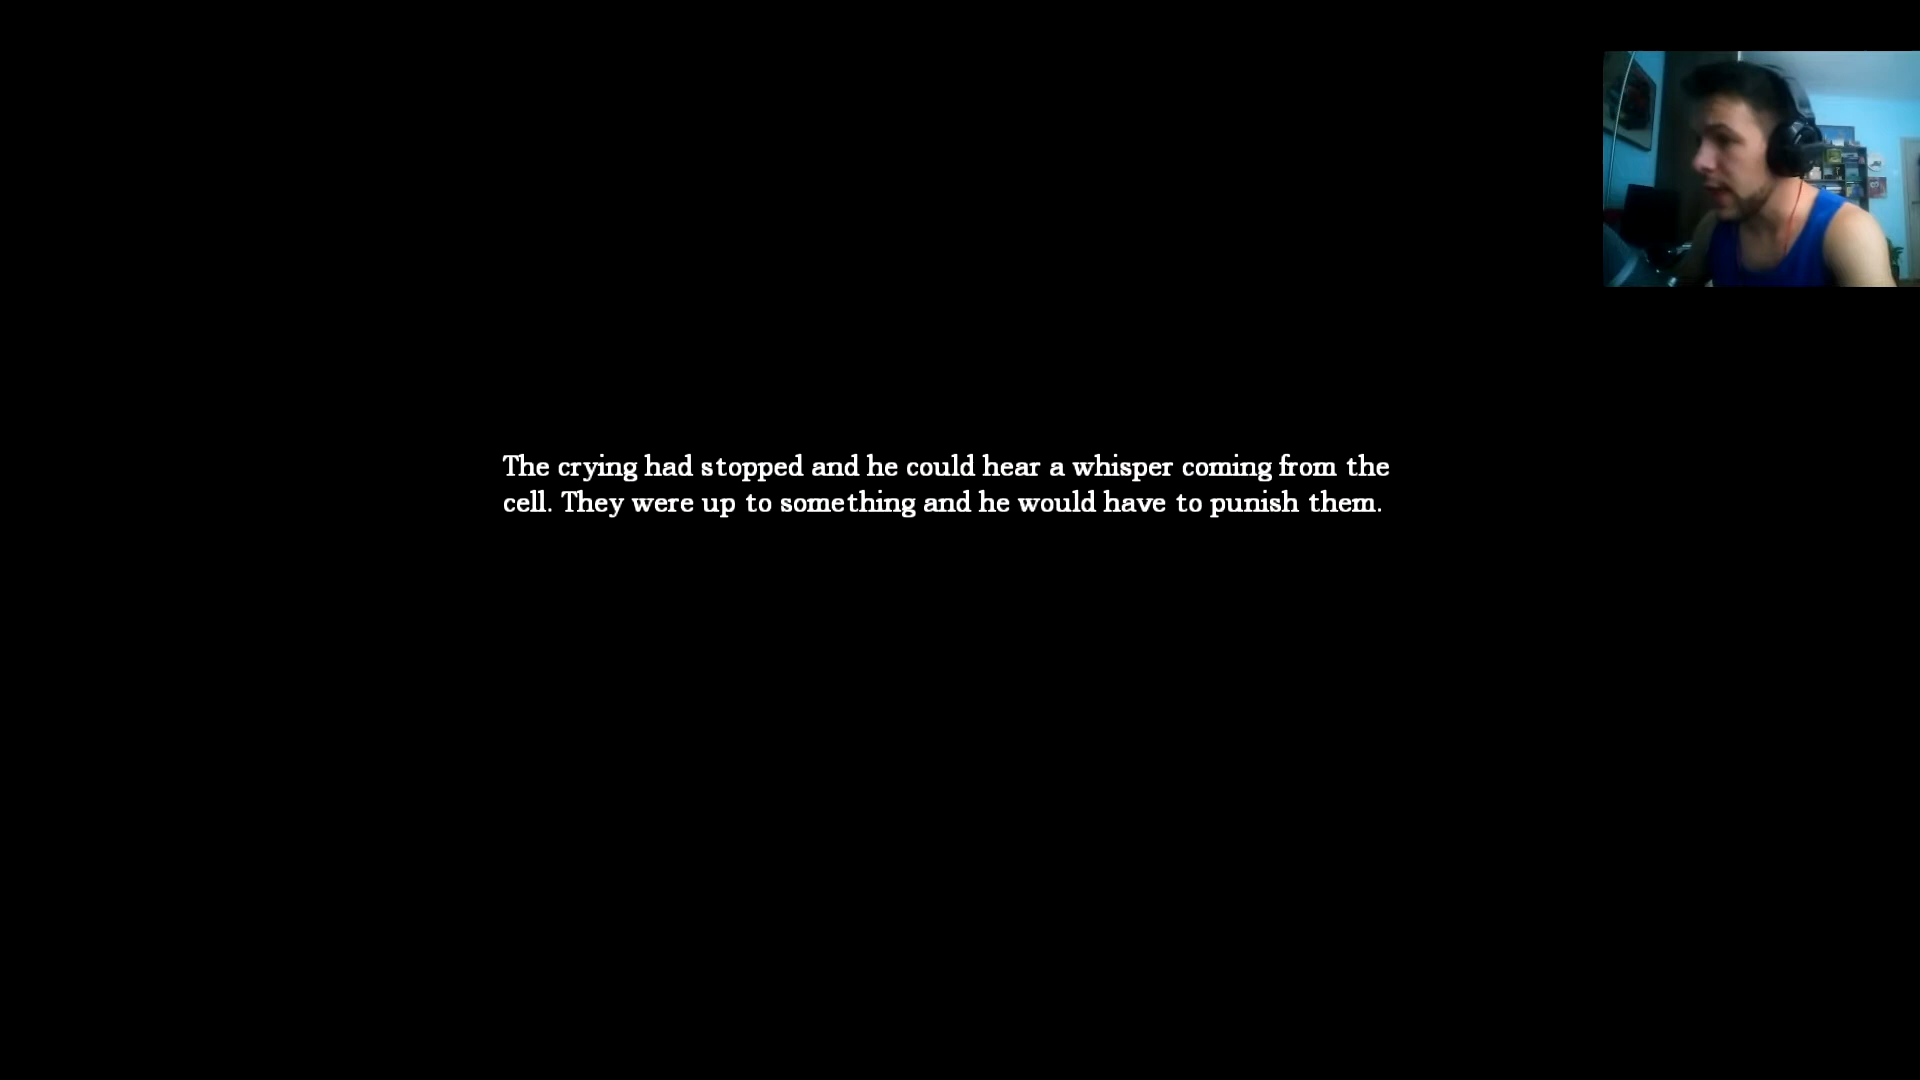 The crying had stopped and he could hear a whisper coming from the
cell. They were up to something and he would have to punish them.